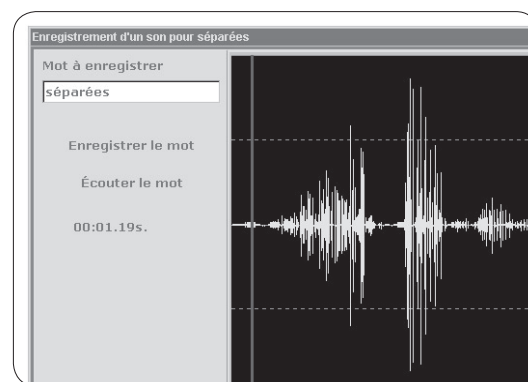 Enregistrement d'un son pour séparées
Mot à enregistrer
séparées
Enregistrer le mot
Écouter le mot
00:01.19s.